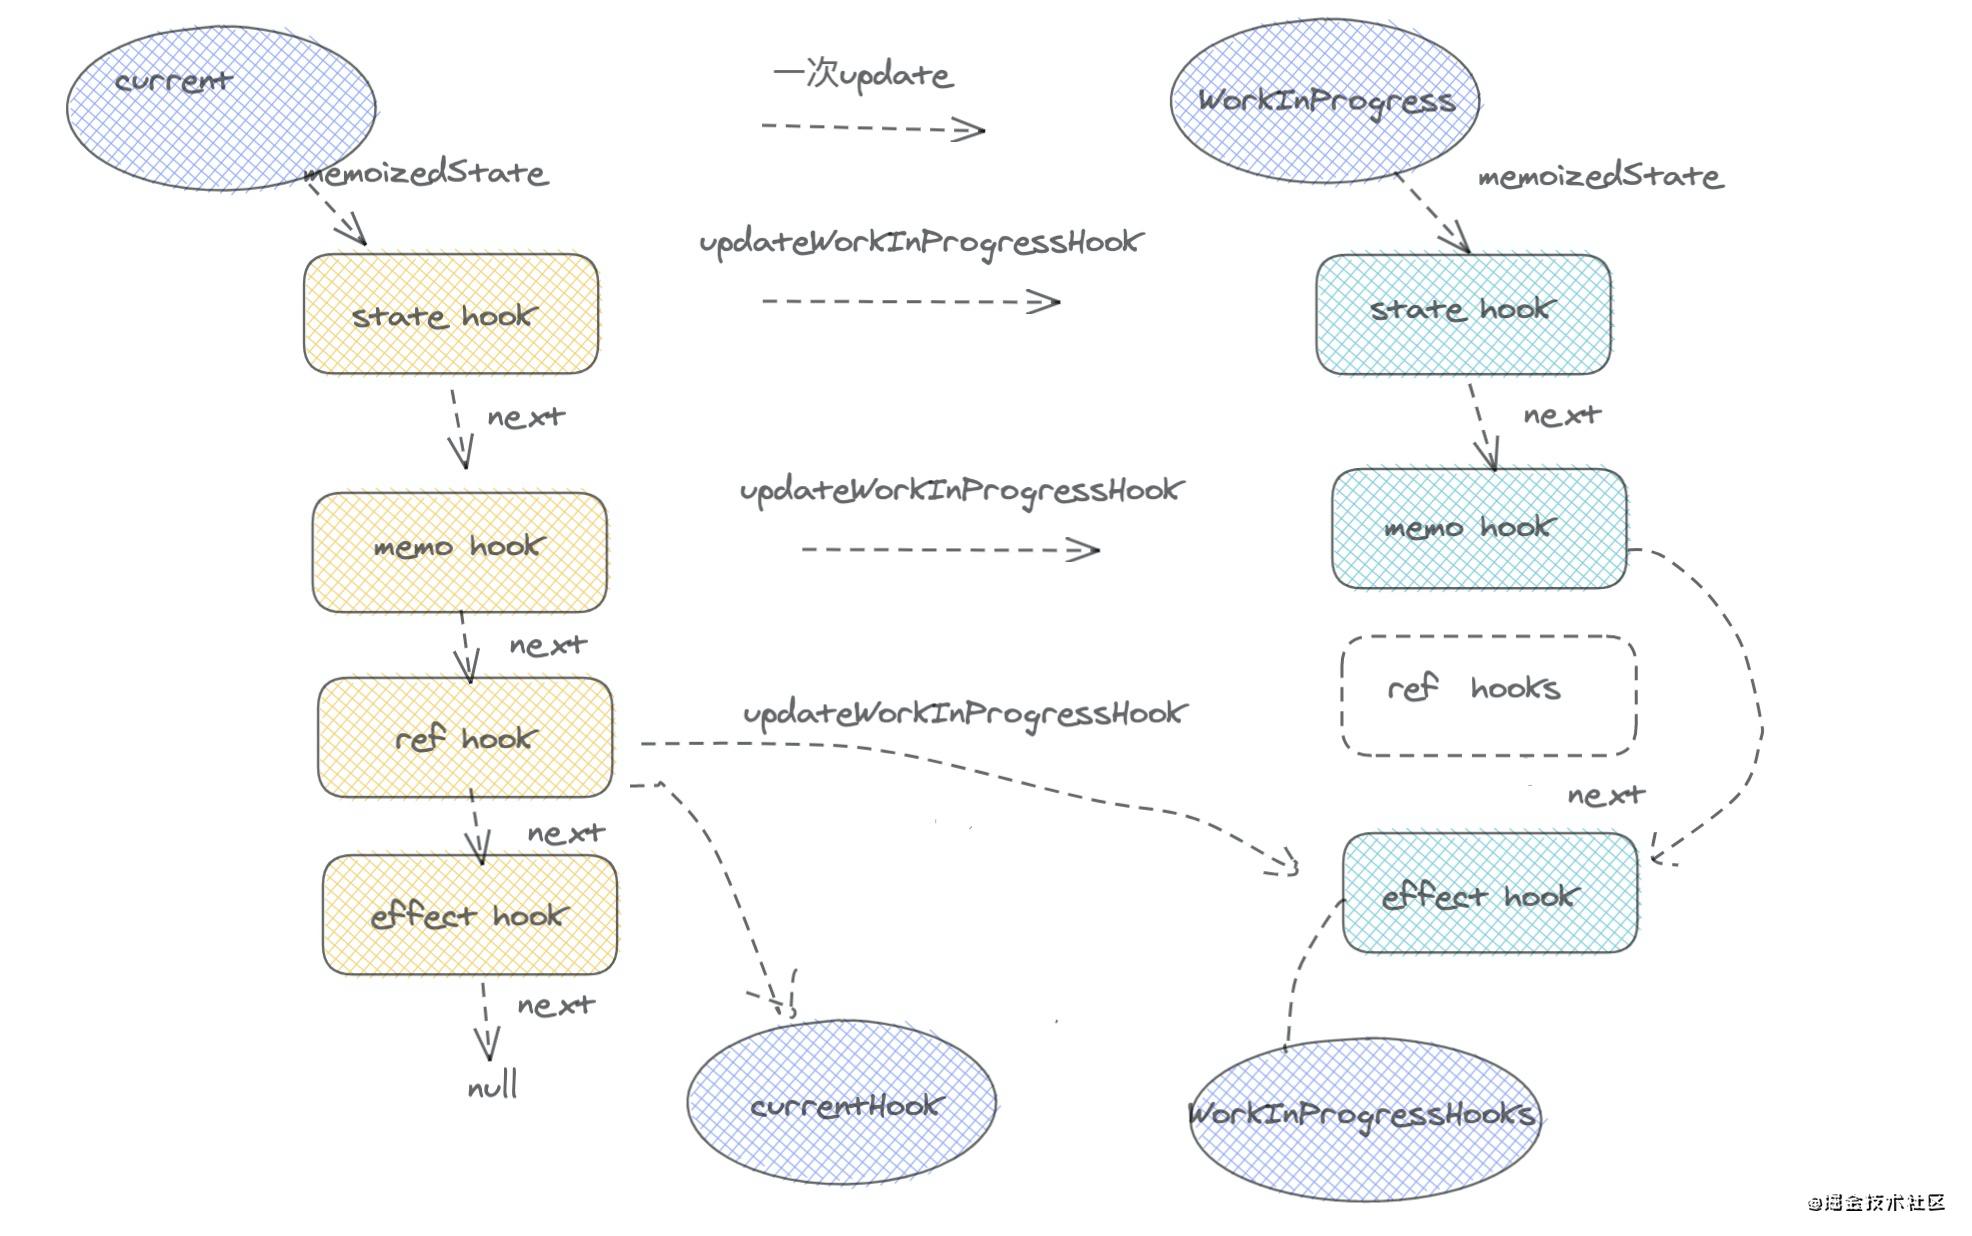 current
一次update
WorkInProgress
memoizedState
memoizedState
updateWorkInProgressHook
state hook
state hook
next
next
updateWorkInProgressHook
memo hook
memo hook
next
ref hooks
updateWorkInProgressHook
ref hook
next
next
effect hook
effect hook
next
null
currentHook
WorkInProgressHooks
@掘金技术社区